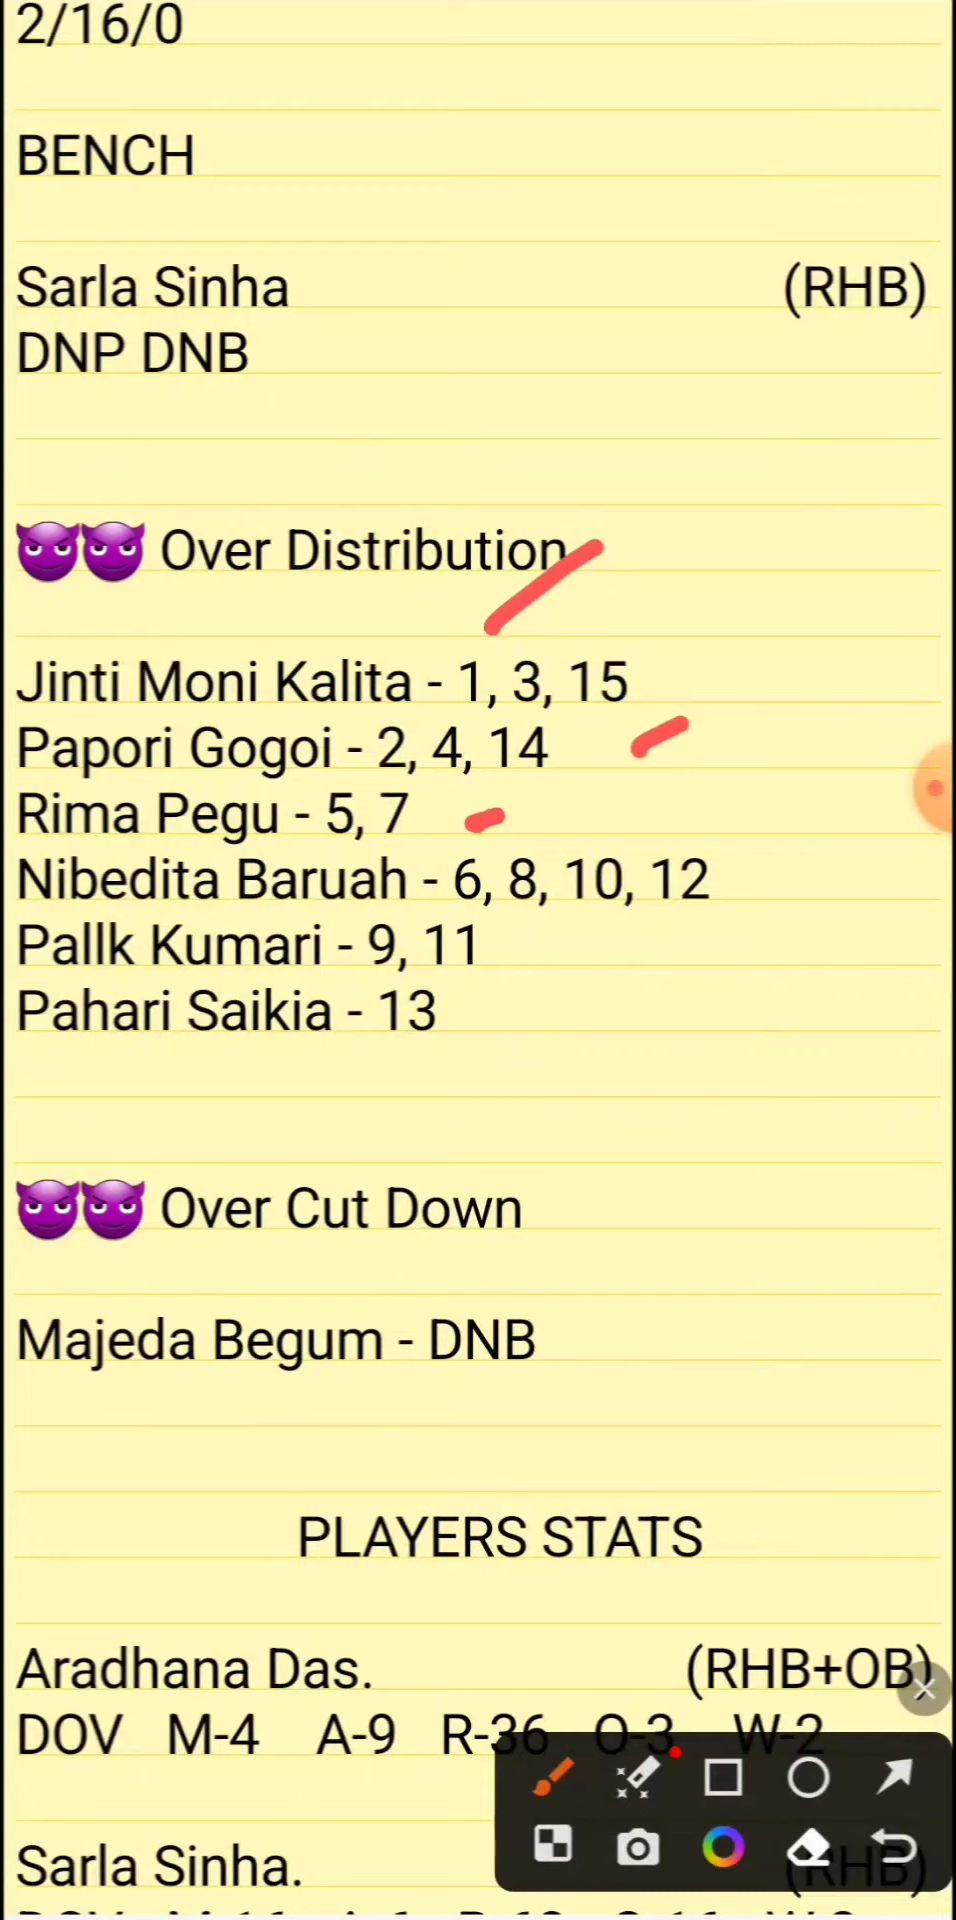 2/16/0
BENCH
Sarla Sinha (RHB)
DNP DNB
😈😈 Over Distribution
Jinti Moni Kalita - 1, 3, 15
Papori Gogoi - 2, 4, 14
Rima Pegu - 5, 7
Nibedita Baruah - 6, 8, 10, 12
Pallk Kumari - 9, 11
Pahari Saikia - 13
😈😈 Over Cut Down
Majeda Begum - DNB
PLAYERS STATS
Aradhana Das. (RHB+OB)
DOV M-4 A-9 R-36 O-3 W-2
Sarla Sinha. (RHB)